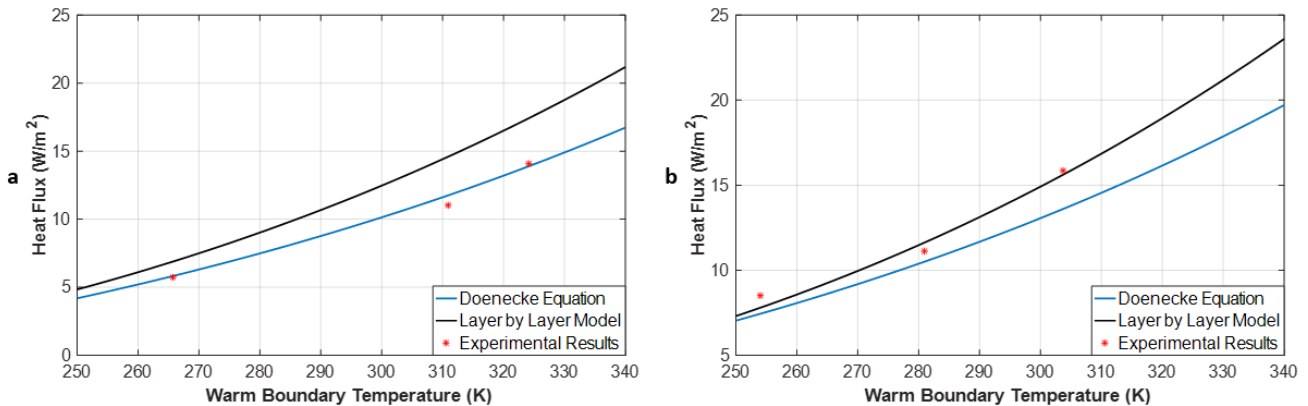 a
Heat Flux (W/m²)
25
20
15
10
5
0
250 260 270 280 290 300 310 320 330 340
Warm Boundary Temperature (K)
Doenecke Equation
Layer by Layer Model
Experimental Results
b
Heat Flux (W/m²)
25
20
15
10
5
250 260 270 280 290 300 310 320 330 340
Warm Boundary Temperature (K)
Doenecke Equation
Layer by Layer Model
Experimental Results